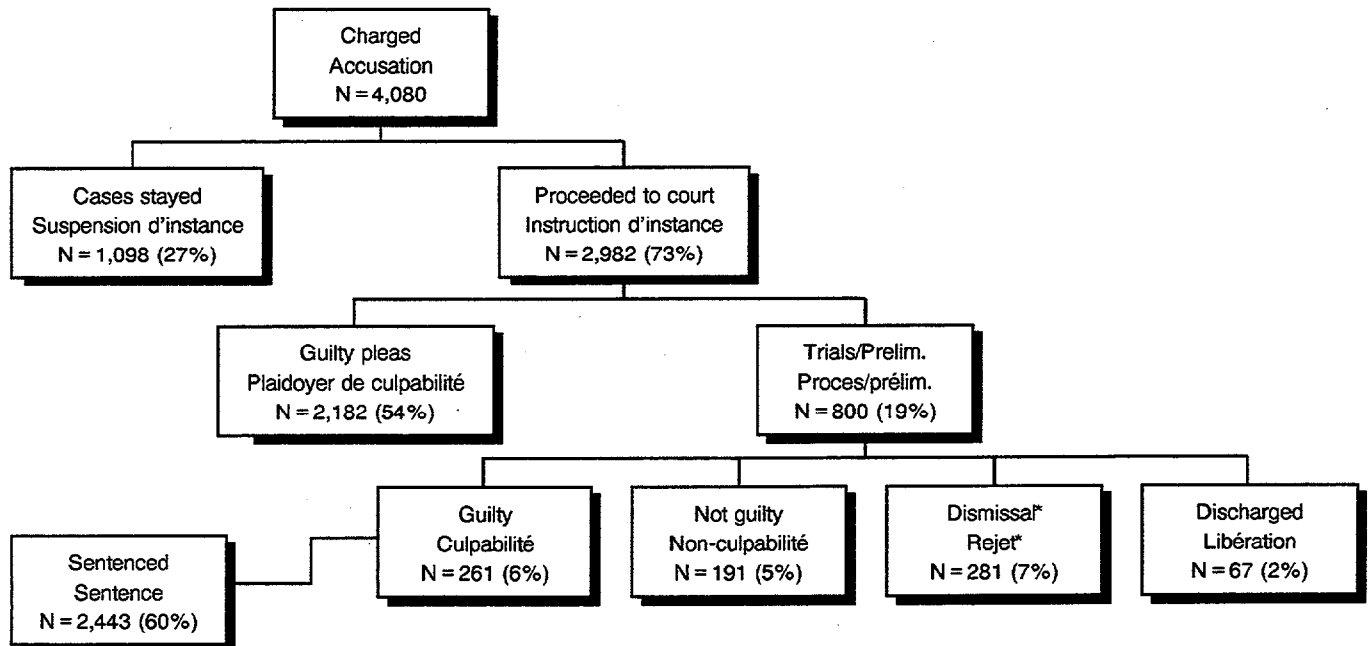 Charged
Accusation
N = 4,080
Cases stayed
Suspension d'instance
N = 1,098 (27%)
Proceeded to court
Instruction d'instance
N = 2,982 (73%)
Guilty pleas
Plaidoyer de culpabilité
N = 2,182 (54%)
Trials/Prelim.
Proces/prélim.
N = 800 (19%)
Guilty
Culpabilité
N = 261 (6%)
Not guilty
Non-culpabilité
N = 191 (5%)
Dismissal*
Rejet*
N = 281 (7%)
Discharged
Libération
N = 67 (2%)
Sentenced
Sentence
N = 2,443 (60%)